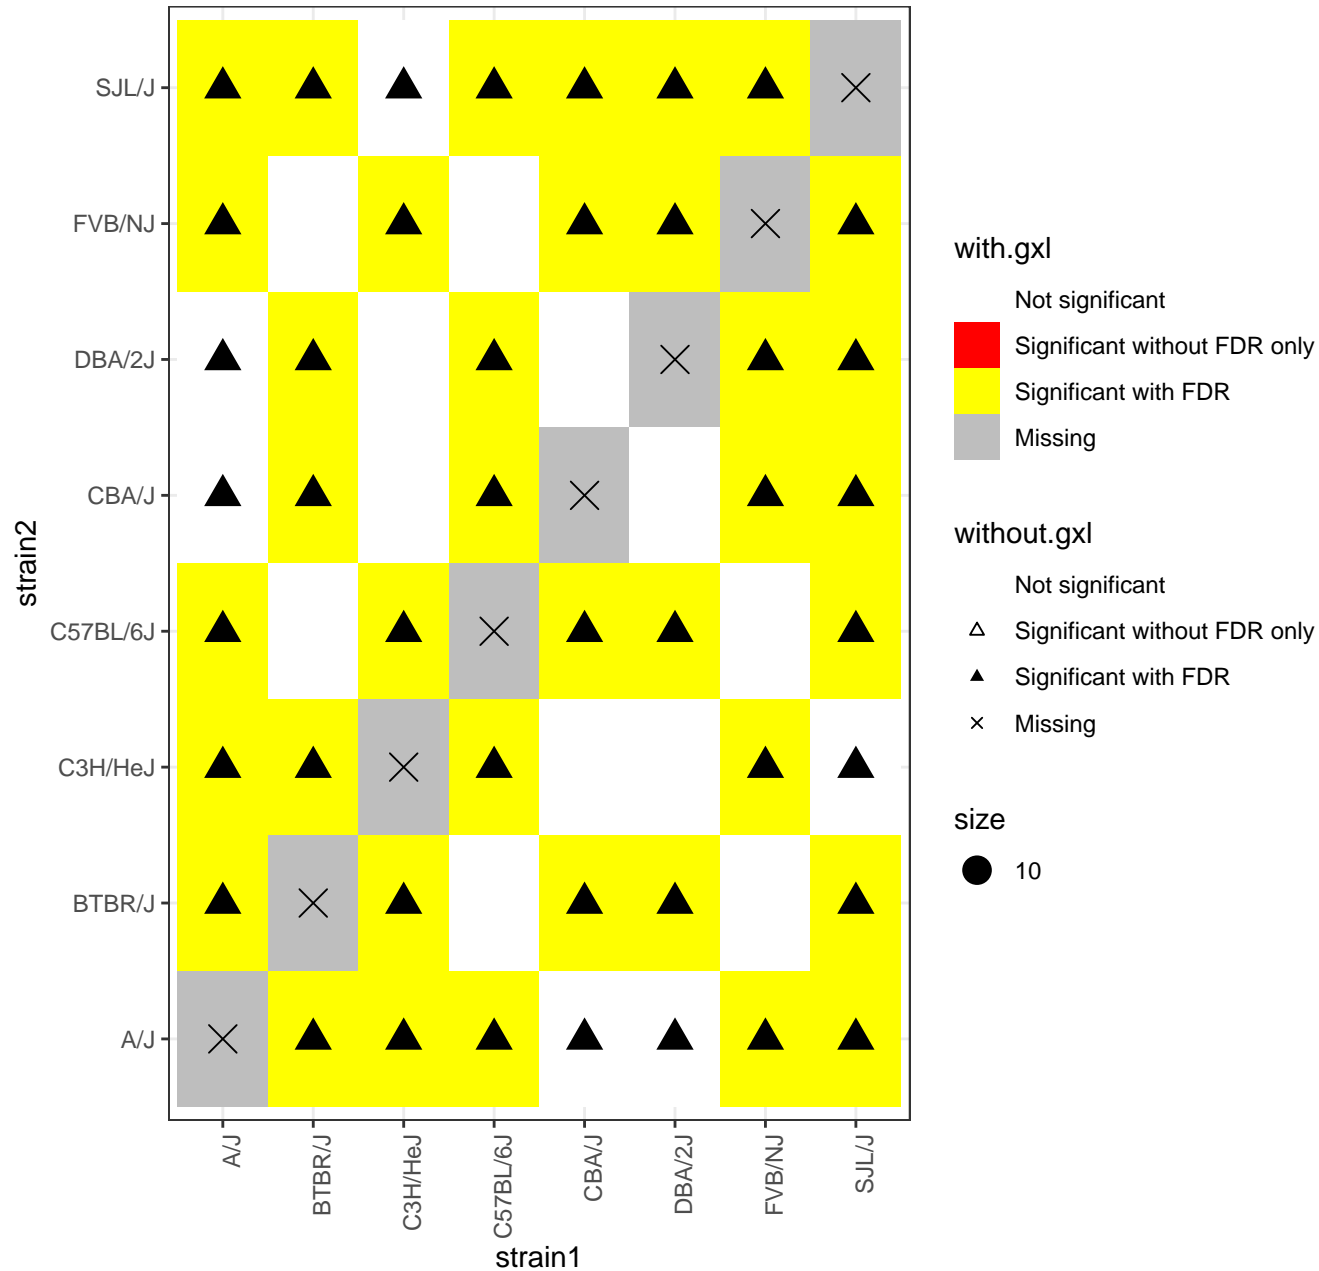 SJL/J
FVB/NJ
DBA/2J
CBA/J
C57BL/6J
C3H/HeJ
BTBR/J
A/J
strain2
A/J
BTBR/J
C3H/HeJ
C57BL/6J
CBA/J
DBA/2J
FVB/NJ
SJL/J
strain1
with.gxl
Not significant
Significant without FDR only
Significant with FDR
Missing
without.gxl
Not significant
Significant without FDR only
Significant with FDR
Missing
size
10